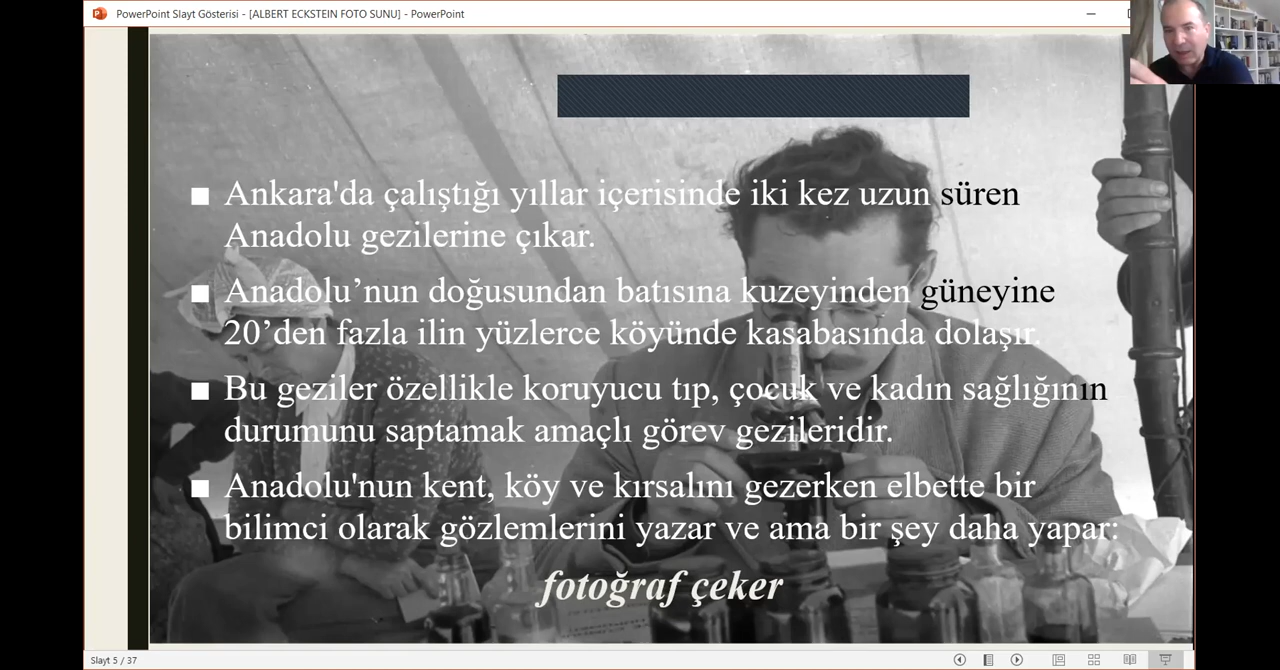 PowerPoint Slayt Gösterisi - [ALBERT ECKSTEIN FOTO SUNU] - PowerPoint
Ankara'da çalıştığı yıllar içerisinde iki kez uzun süren
Anadolu gezilerine çıkar.
Anadolu’nun doğusundan batısına kuzeyinden güneyine
20’den fazla ilin yüzlerce köyünde kasabasında dolaşır.
Bu geziler özellikle koruyucu tıp, çocuk ve kadın sağlığının
durumunu saptamak amaçlı görev gezileridir.
Anadolu'nun kent, köy ve kırsalını gezerken elbette bir
bilimci olarak gözlemlerini yazar ve ama bir şey daha yapar:
fotoğraf çeker
Slayt 5 / 37